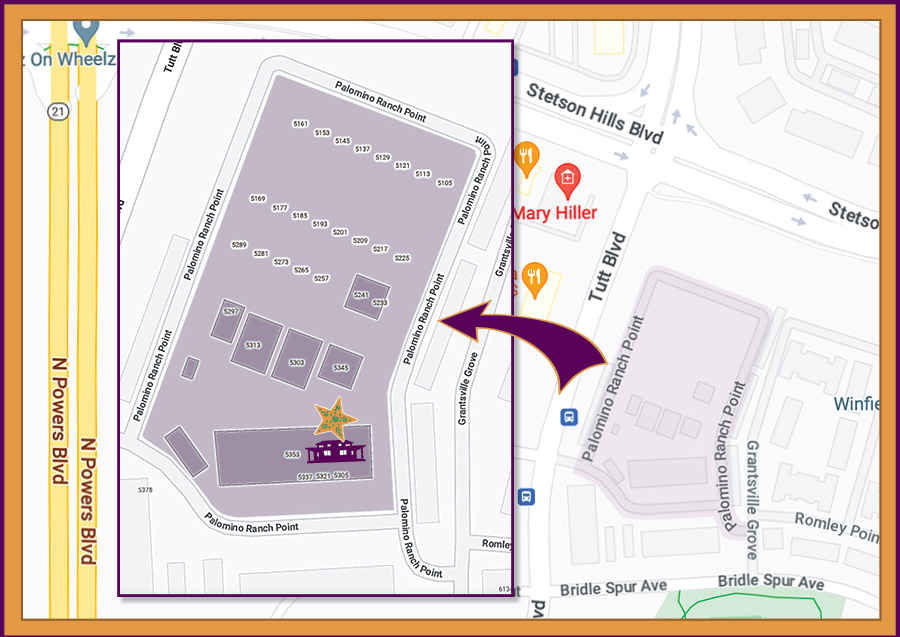 On Wheelz
21
N Powers Blvd
N Powers Blvd
Tutt Bl
Palomino Ranch Point
Palomino Ranch Point
Palomino Ranch Point
Palomino Ranch Point
Palomino Ranch Point
Palomino Ranch Point
Palomino Ranch Point
5161
5153
5145
5137
5129
5121
5113
5105
5169
5177
5185
5193
5201
5209
5217
5225
5289
5281
5273
5265
5257
5241
5233
5297
5313
5303
5345
5353
5337 5321 5305
5378
Grantsville
Grantsville Grove
Romley
Stetson Hills Blvd
Stetso
Mary Hiller
Tutt Blvd
Palomino Ranch Point
Palomino Ranch Point
Winfie
Grantsville Grove
Romley Poin
Bridle Spur Ave
Bridle Spur Ave